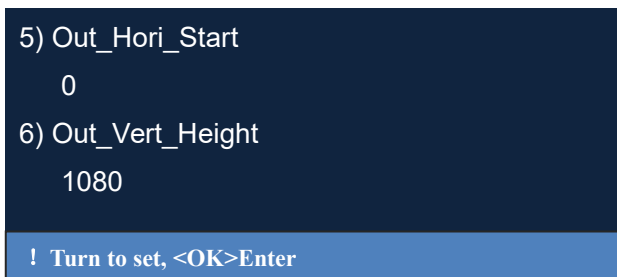 5) Out_Hori_Start
0
6) Out_Vert_Height
1080
! Turn to set, <OK>Enter